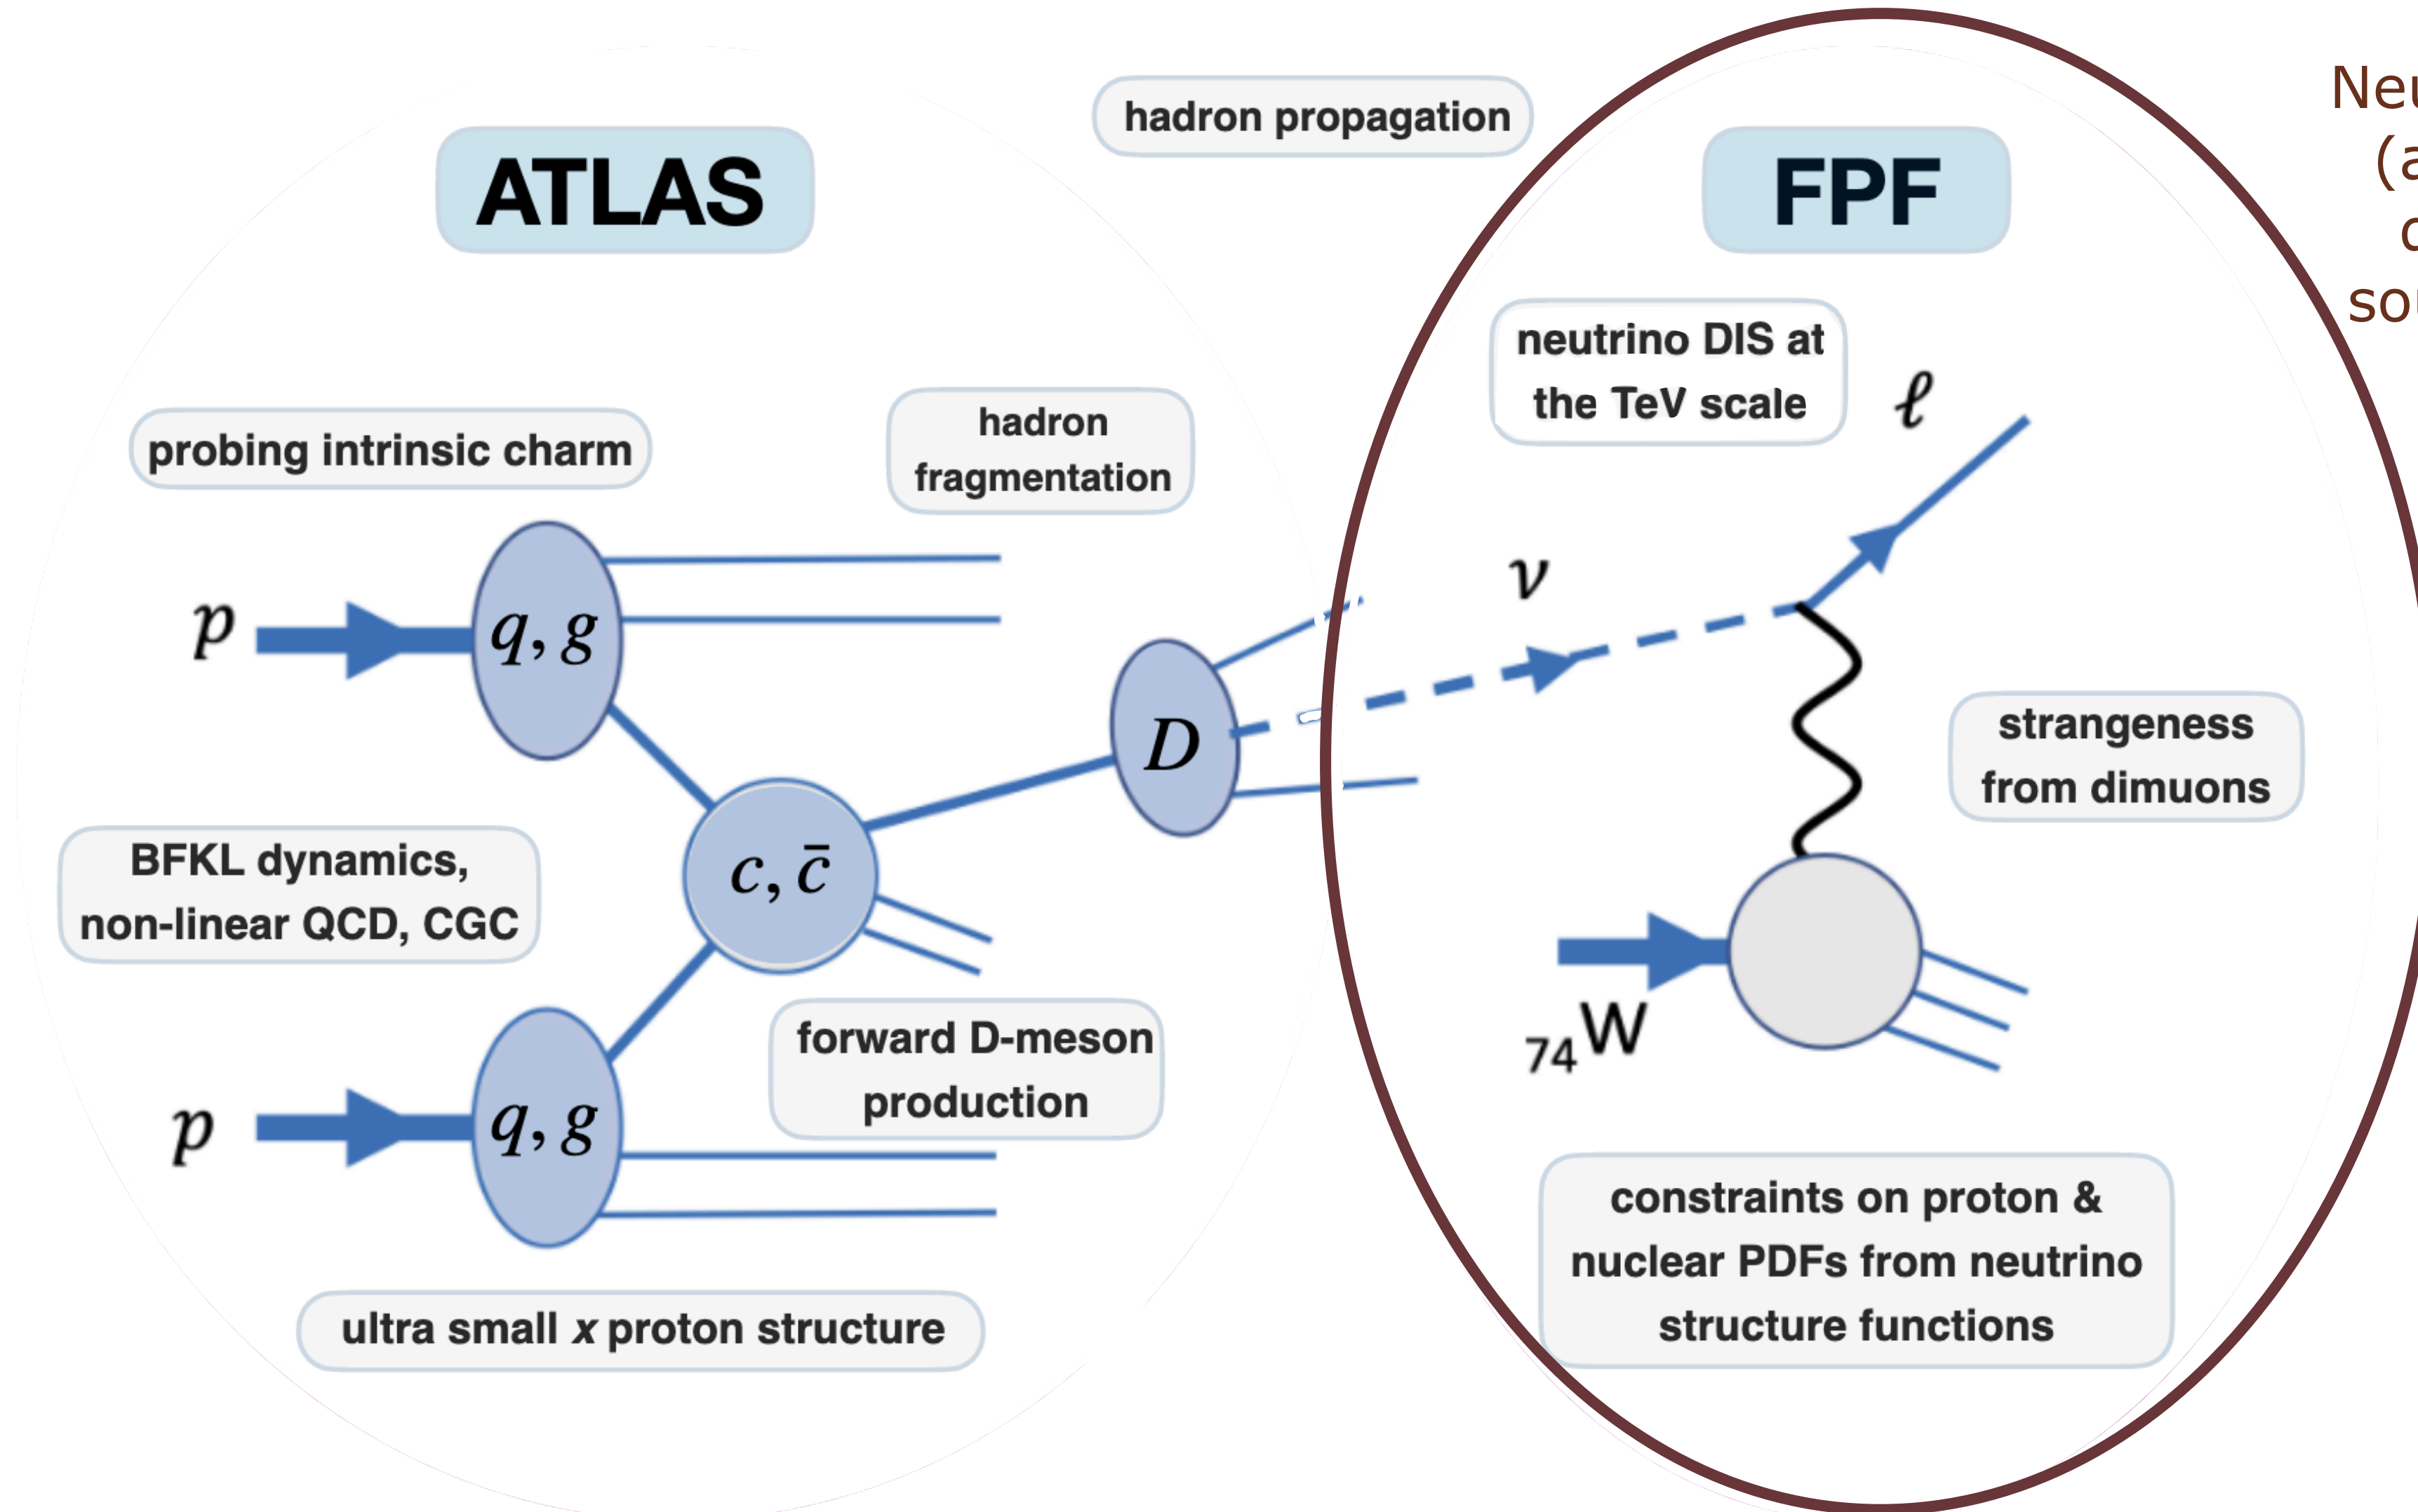 hadron propagation
ATLAS
FPF
neutrino DIS at
the TeV scale
ℓ
probing intrinsic charm
hadron
fragmentation
ν
p
q, g
D
strangeness
from dimuons
BFKL dynamics,
non-linear QCD, CGC
c, c̄
₇₄W
forward D-meson
production
p
q, g
constraints on proton &
nuclear PDFs from neutrino
structure functions
ultra small x proton structure